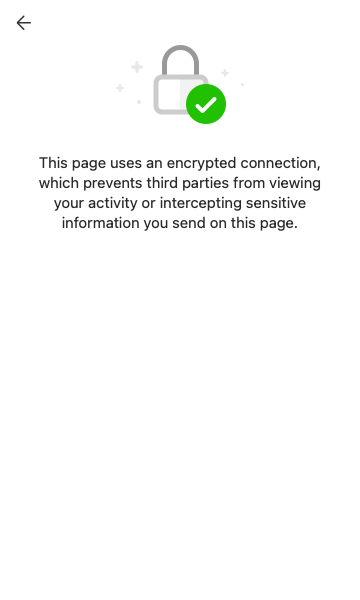 This page uses an encrypted connection,
which prevents third parties from viewing
your activity or intercepting sensitive
information you send on this page.